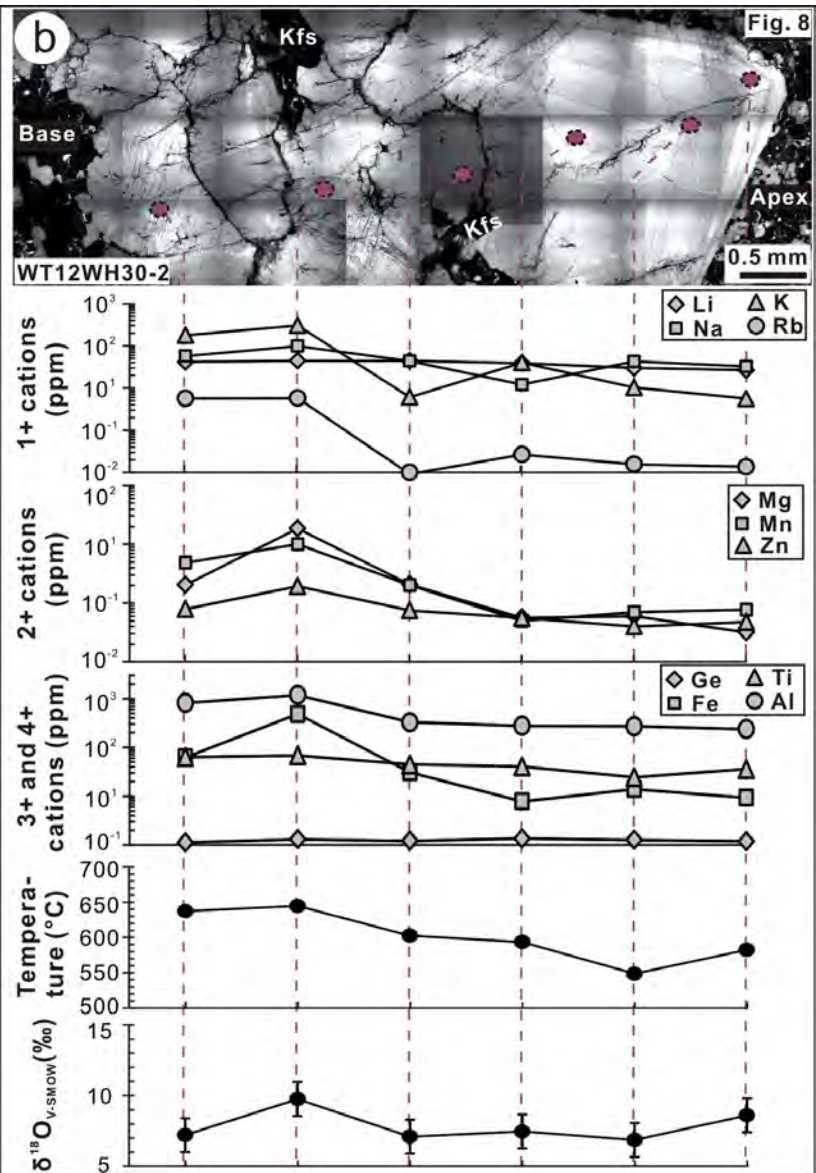 b
Kfs
Fig. 8
Base
Apex
Kfs
WT12WH30-2
0.5 mm
1+ cations
(ppm)
10³
10²
10¹
10⁻¹
10⁻²
Li
K
Na
Rb
2+ cations
(ppm)
10²
10¹
10⁻¹
10⁻²
Mg
Mn
Zn
3+ and 4+
cations (ppm)
10³
10²
10¹
10⁻¹
Ge
Ti
Fe
Al
Tempera-
ture (°C)
700
650
600
550
500
δ¹⁸O V-SMOW (‰)
15
10
5